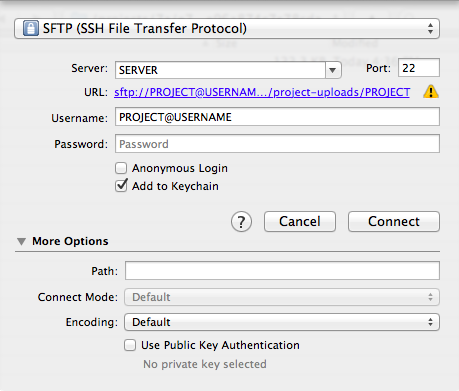 SFTP (SSH File Transfer Protocol)
Server: SERVER Port: 22
URL: sftp://PROJECT@USERNAM.../project-uploads/PROJECT
Username: PROJECT@USERNAME
Password: Password
Anonymous Login
Add to Keychain
? Cancel Connect
More Options
Path:
Connect Mode: Default
Encoding: Default
Use Public Key Authentication
No private key selected